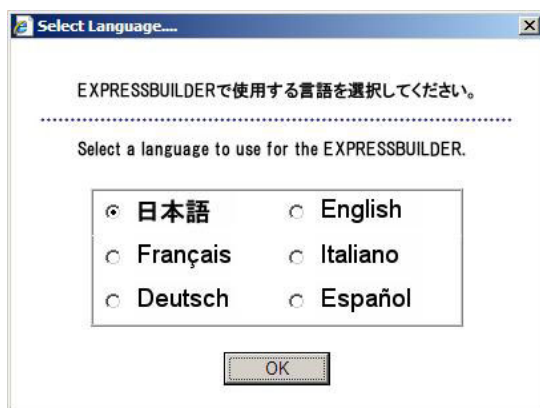 Select Language....
EXPRESSBUILDERで使用する言語を選択してください。
Select a language to use for the EXPRESSBUILDER.
日本語 English
Français Italiano
Deutsch Español
OK